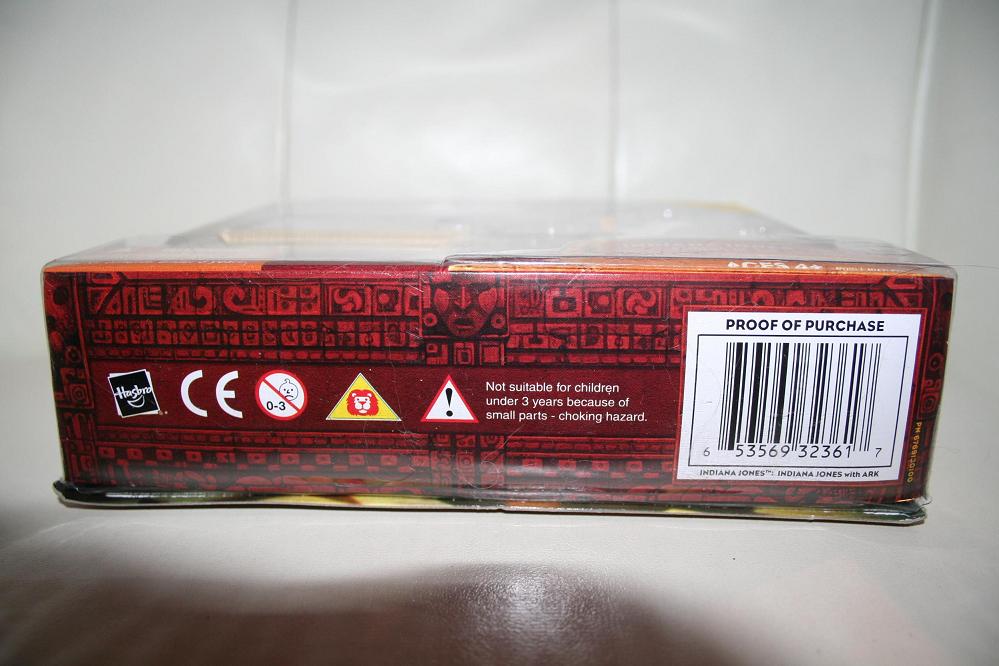 Hasbro
CE
0-3
Not suitable for children
under 3 years because of
small parts - choking hazard.
PROOF OF PURCHASE
6 53569 32361 7
INDIANA JONES™: INDIANA JONES with ARK